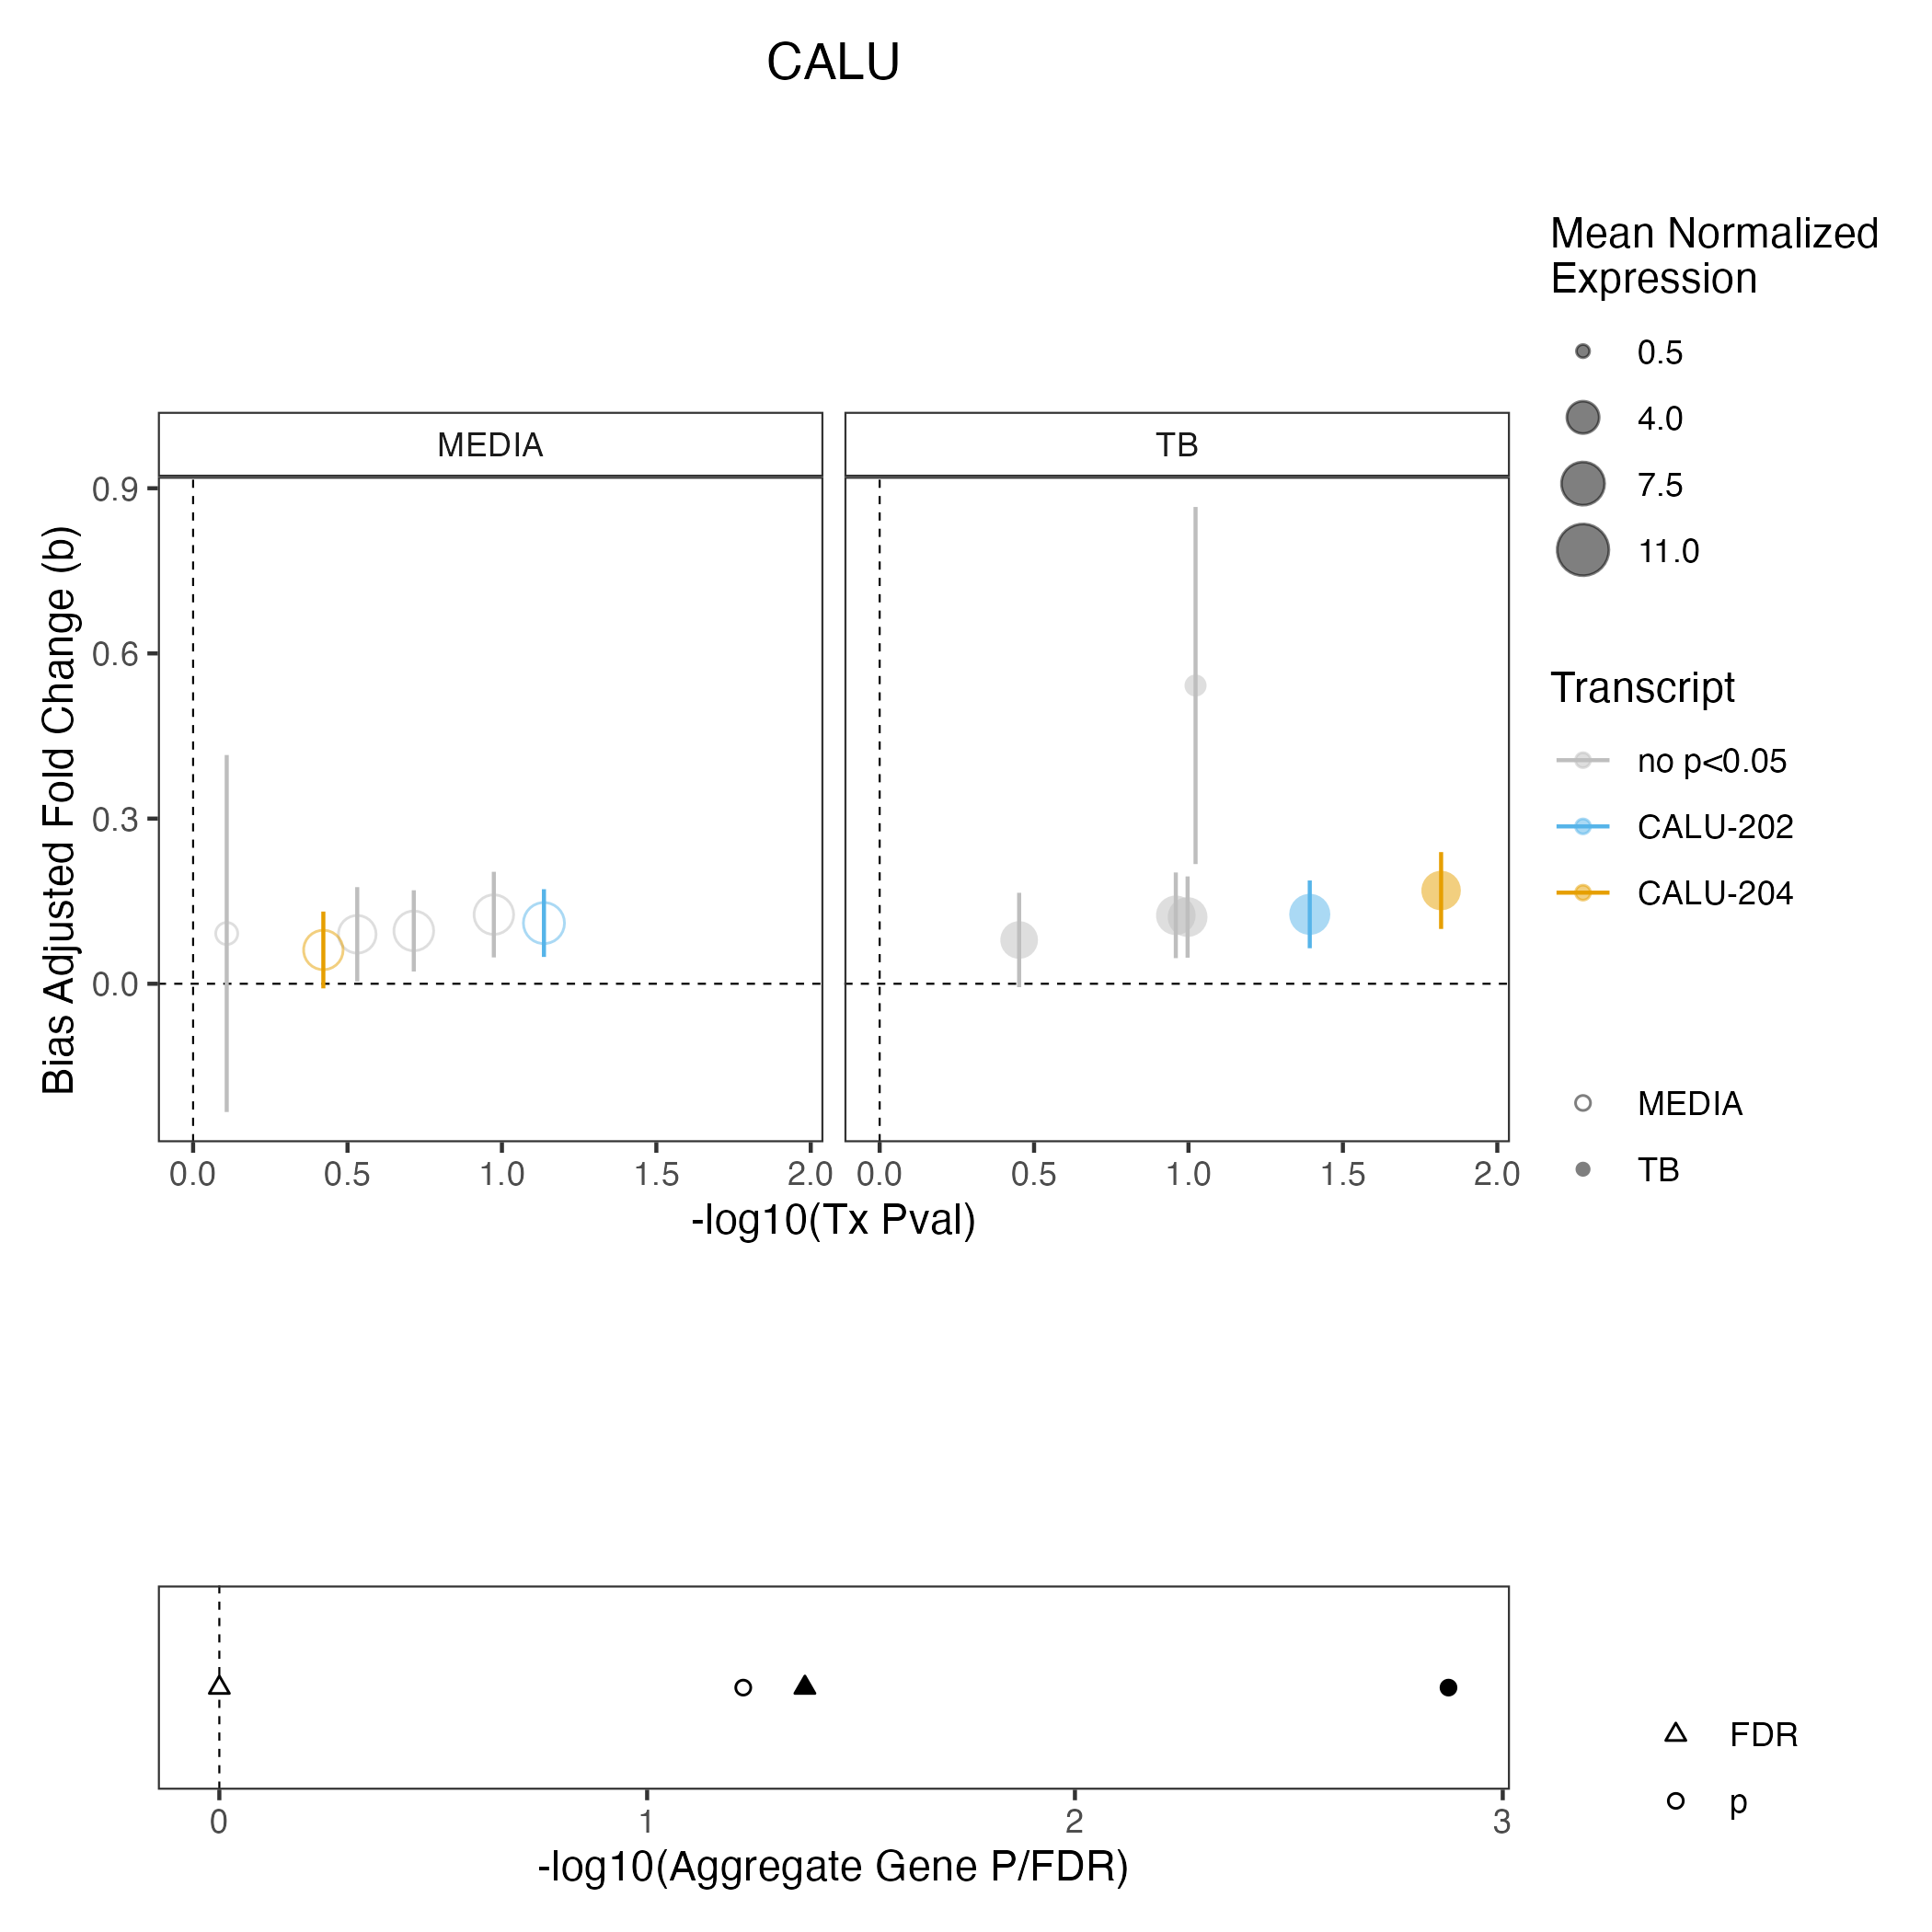 CALU
Mean Normalized
Expression
0.5
4.0
7.5
11.0
Transcript
no p<0.05
CALU-202
CALU-204
MEDIA
TB
MEDIA TB
0.9
0.6
0.3
0.0
Bias Adjusted Fold Change (b)
0.0 0.5 1.0 1.5 2.0 0.0 0.5 1.0 1.5 2.0
-log10(Tx Pval)
0 1 2 3
-log10(Aggregate Gene P/FDR)
FDR
p